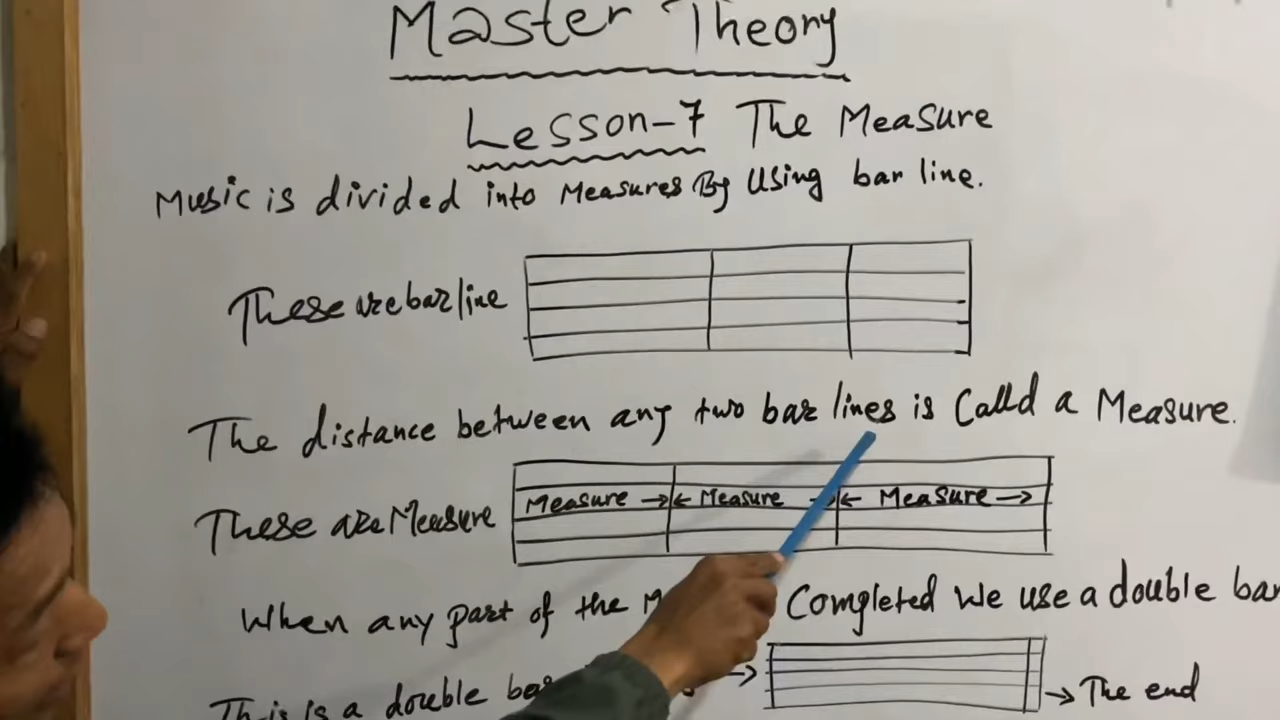 Master Theory
Lesson-7 The Measure
Music is divided into Measures By Using bar line.
These are bar line
The distance between any two bar lines is Calld a Measure.
These are Measure
Measure Measure Measure
When any part of the Completed We use a double bar
This is a double bar
The end